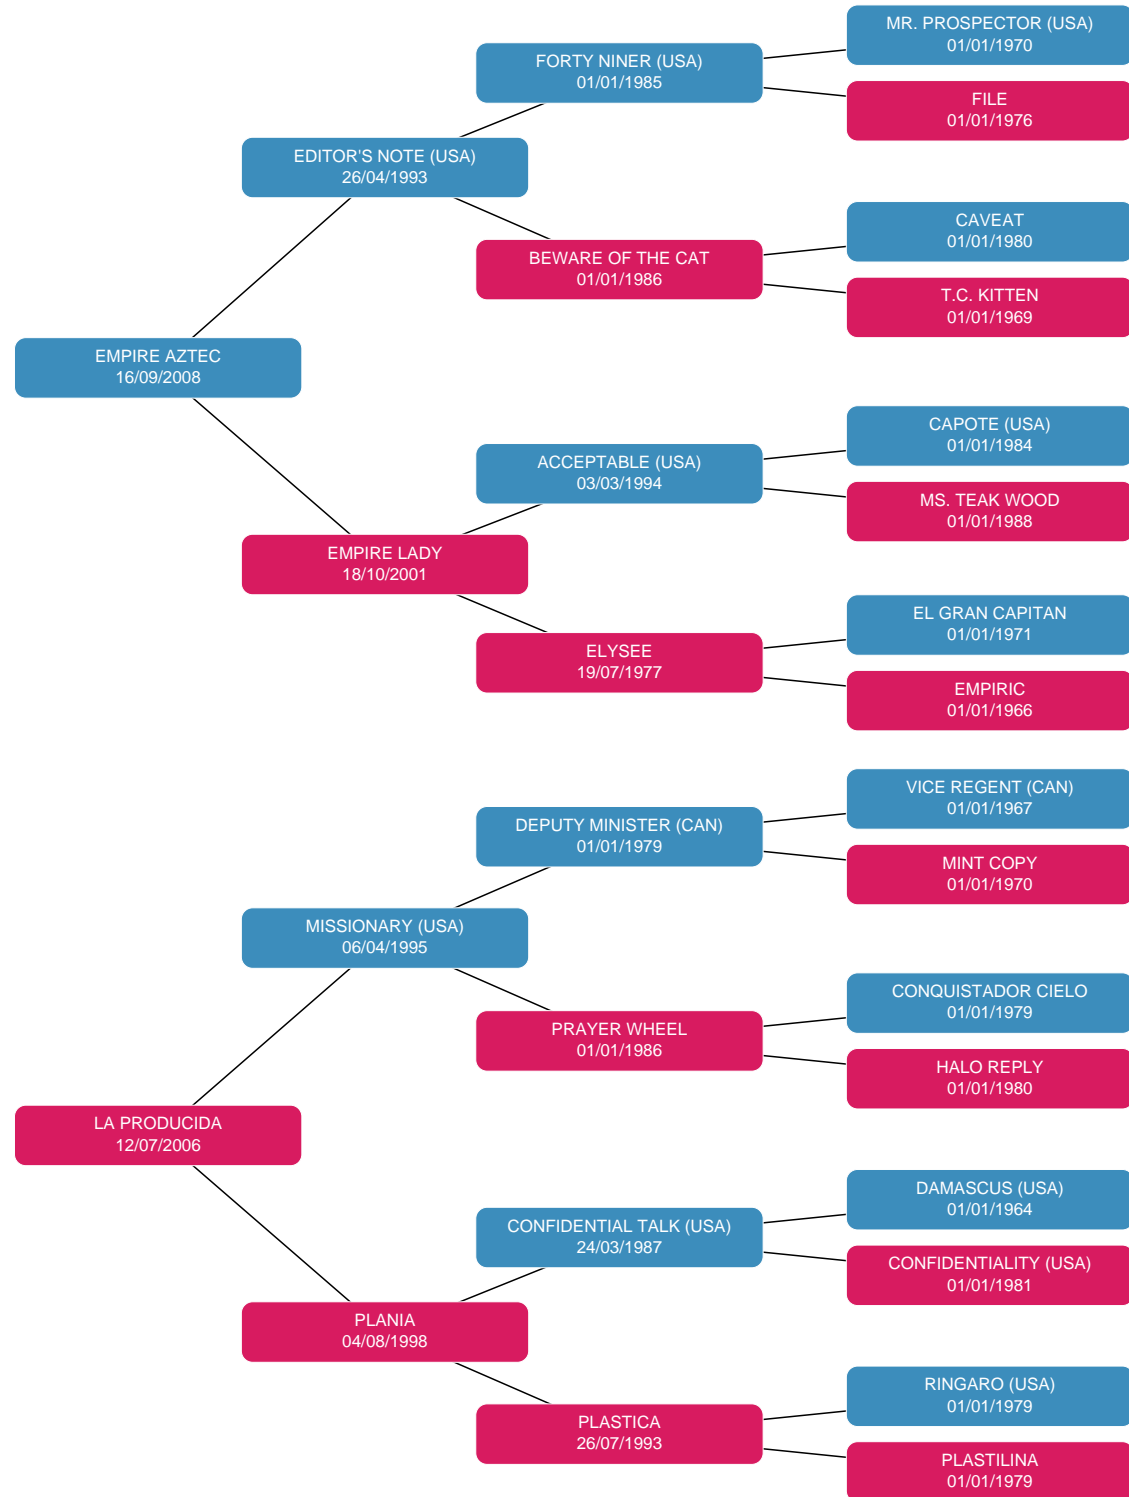 MR. PROSPECTOR (USA)
01/01/1970
FORTY NINER (USA)
01/01/1985
FILE
01/01/1976
EDITOR'S NOTE (USA)
26/04/1993
CAVEAT
01/01/1980
BEWARE OF THE CAT
01/01/1986
T.C. KITTEN
01/01/1969
EMPIRE AZTEC
16/09/2008
CAPOTE (USA)
01/01/1984
ACCEPTABLE (USA)
03/03/1994
MS. TEAK WOOD
01/01/1988
EMPIRE LADY
18/10/2001
EL GRAN CAPITAN
01/01/1971
ELYSEE
19/07/1977
EMPIRIC
01/01/1966
VICE REGENT (CAN)
01/01/1967
DEPUTY MINISTER (CAN)
01/01/1979
MINT COPY
01/01/1970
MISSIONARY (USA)
06/04/1995
CONQUISTADOR CIELO
01/01/1979
PRAYER WHEEL
01/01/1986
HALO REPLY
01/01/1980
LA PRODUCIDA
12/07/2006
DAMASCUS (USA)
01/01/1964
CONFIDENTIAL TALK (USA)
24/03/1987
CONFIDENTIALITY (USA)
01/01/1981
PLANIA
04/08/1998
RINGARO (USA)
01/01/1979
PLASTICA
26/07/1993
PLASTILINA
01/01/1979